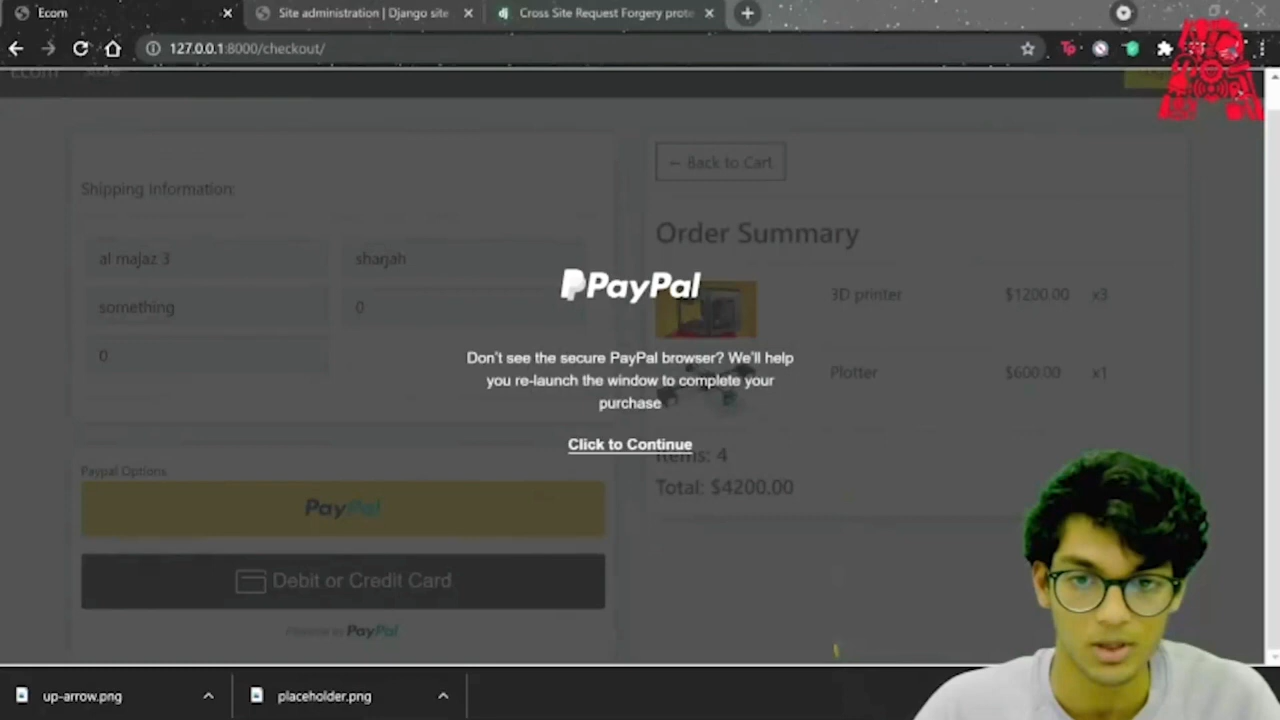 Ecom
Site administration | Django site
Cross Site Request Forgery prote
127.0.0.1:8000/checkout/
Ecom Store
← Back to Cart
Shipping Information:
Order Summary
al majaz 3
sharjah
something
0
0
3D printer $1200.00 x3
Plotter $600.00 x1
Items: 4
Total: $4200.00
PayPal
Don't see the secure PayPal browser? We'll help
you re-launch the window to complete your
purchase
Click to Continue
Paypal Options
PayPal
Debit or Credit Card
Powered by PayPal
up-arrow.png
placeholder.png